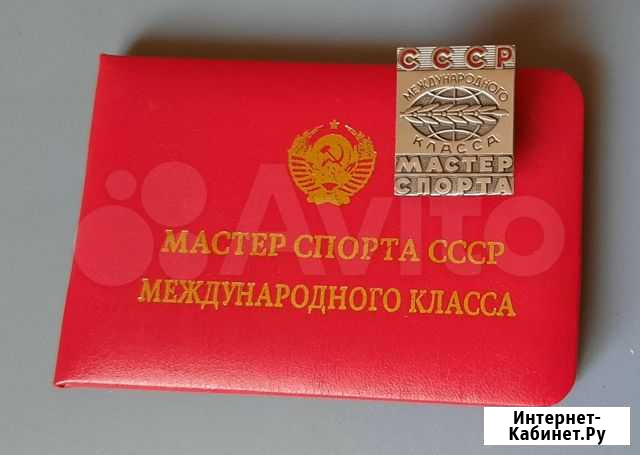 СССР
МЕЖДУНАРОДНОГО
КЛАССА
МАСТЕР
СПОРТА
МАСТЕР СПОРТА СССР
МЕЖДУНАРОДНОГО КЛАССА
Avito
Интернет-
Кабинет.Ру